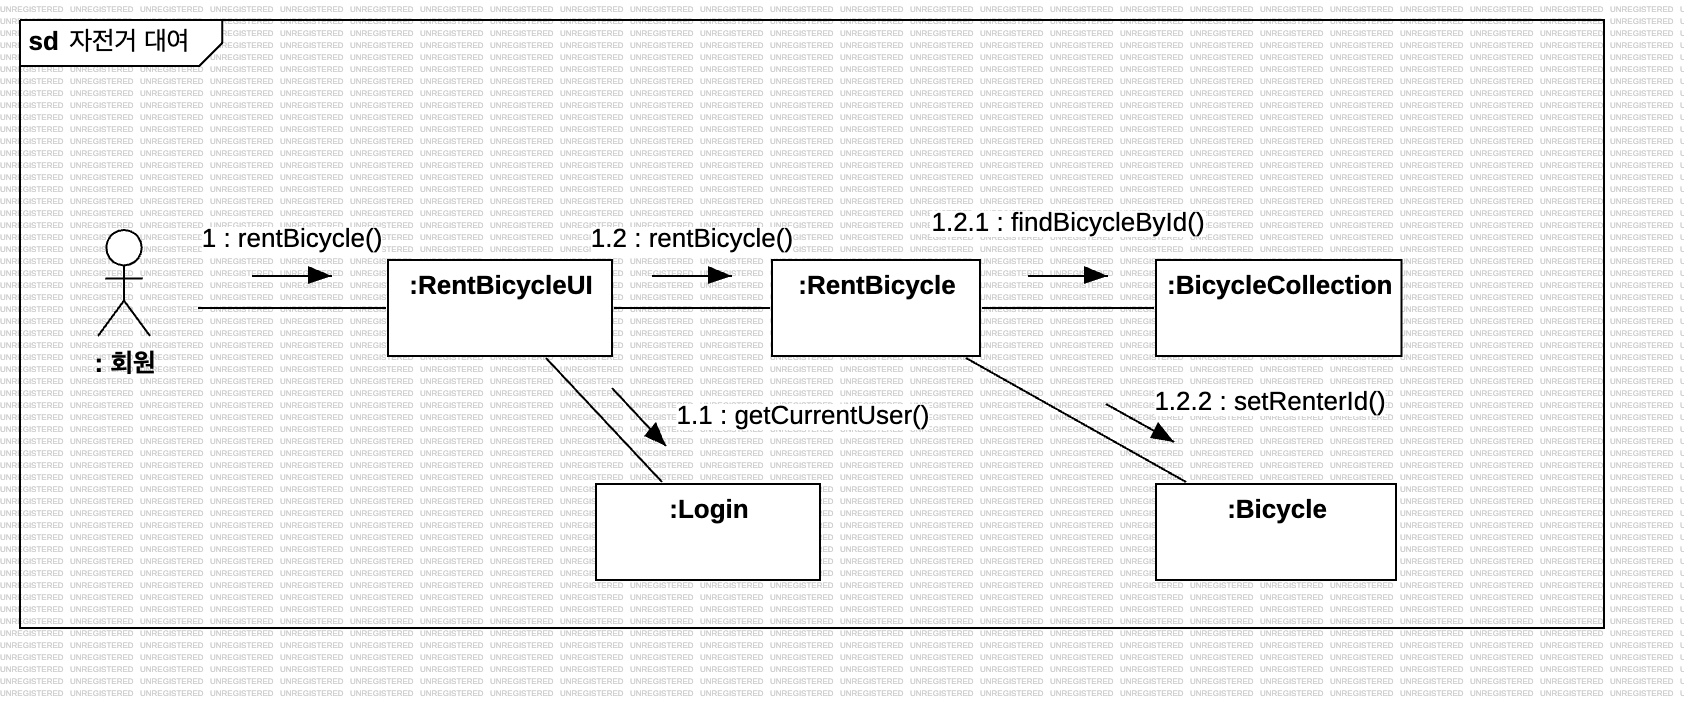 sd 자전거 대여
1 : rentBicycle()
1.2 : rentBicycle()
1.2.1 : findBicycleById()
:RentBicycleUI
:RentBicycle
:BicycleCollection
: 회원
1.1 : getCurrentUser()
1.2.2 : setRenterId()
:Login
:Bicycle
UNREGISTERED